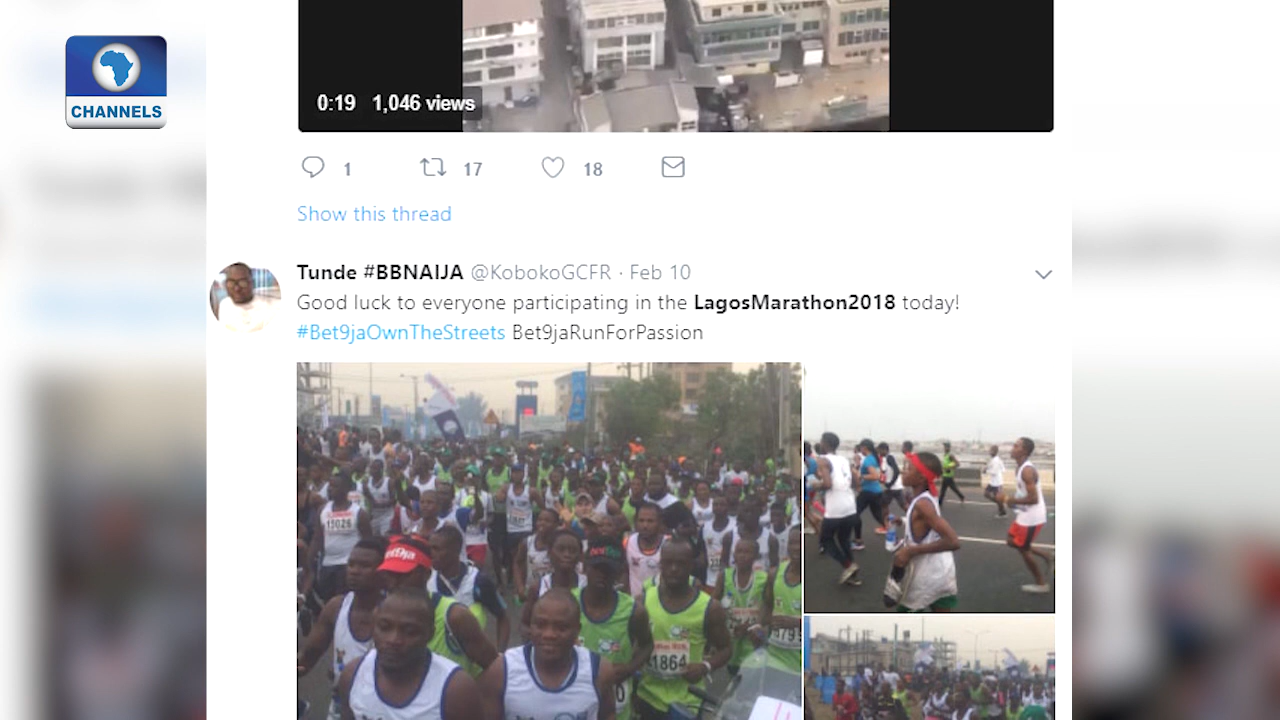 CHANNELS
0:19 1,046 views
1 17 18
Show this thread
Tunde #BBNAIJA @KobokoGCFR · Feb 10
Good luck to everyone participating in the LagosMarathon2018 today!
#Bet9jaOwnTheStreets Bet9jaRunForPassion
15026
1864